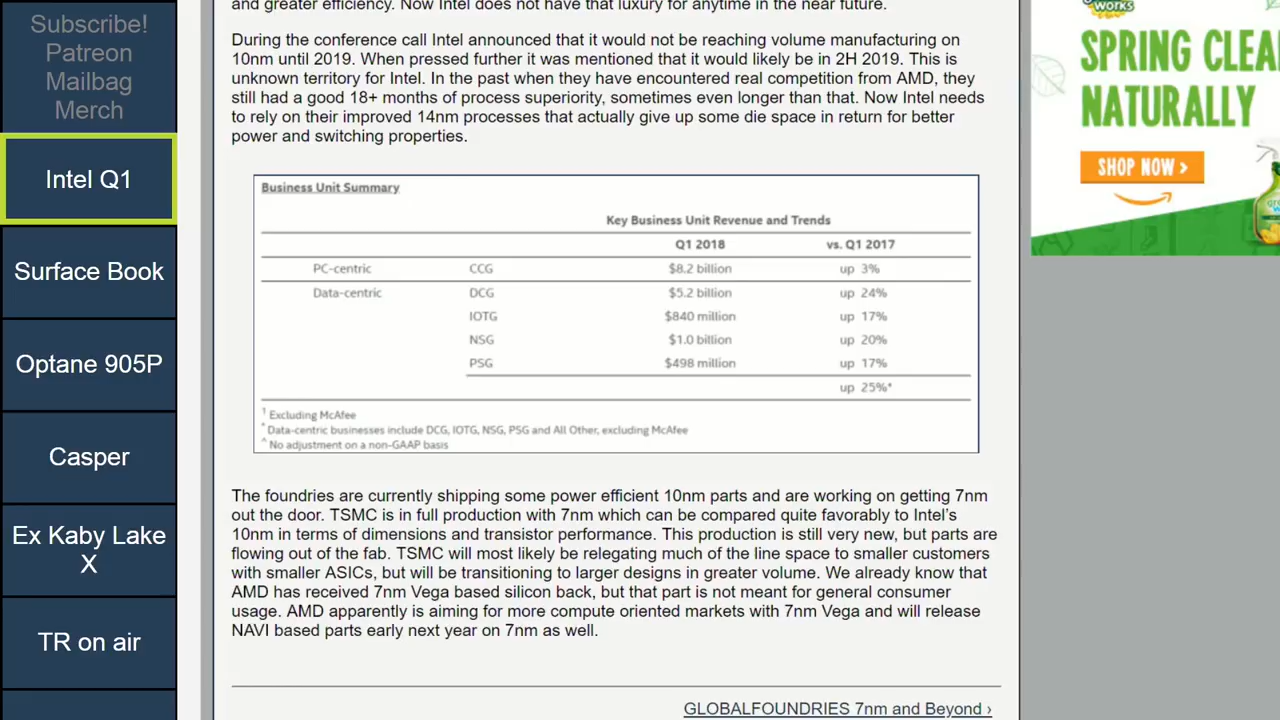 Subscribe!
Patreon
Mailbag
Merch
Intel Q1
Surface Book
Optane 905P
Casper
Ex Kaby Lake
X
TR on air
and greater efficiency. Now Intel does not have that luxury for anytime in the near future.
During the conference call Intel announced that it would not be reaching volume manufacturing on
10nm until 2019. When pressed further it was mentioned that it would likely be in 2H 2019. This is
unknown territory for Intel. In the past when they have encountered real competition from AMD, they
still had a good 18+ months of process superiority, sometimes even longer than that. Now Intel needs
to rely on their improved 14nm processes that actually give up some die space in return for better
power and switching properties.
Business Unit Summary
Key Business Unit Revenue and Trends
Q1 2018 vs. Q1 2017
PC-centric CCG $8.2 billion up 3%
Data-centric DCG $5.2 billion up 24%
IOTG $840 million up 17%
NSG $1.0 billion up 20%
PSG $498 million up 17%
up 25%*
¹ Excluding McAfee
* Data-centric businesses include DCG, IOTG, NSG, PSG and All Other, excluding McAfee
^ No adjustment on a non-GAAP basis
The foundries are currently shipping some power efficient 10nm parts and are working on getting 7nm
out the door. TSMC is in full production with 7nm which can be compared quite favorably to Intel's
10nm in terms of dimensions and transistor performance. This production is still very new, but parts are
flowing out of the fab. TSMC will most likely be relegating much of the line space to smaller customers
with smaller ASICs, but will be transitioning to larger designs in greater volume. We already know that
AMD has received 7nm Vega based silicon back, but that part is not meant for general consumer
usage. AMD apparently is aiming for more compute oriented markets with 7nm Vega and will release
NAVI based parts early next year on 7nm as well.
GLOBALFOUNDRIES 7nm and Beyond ›
WORKS
SPRING CLEA
NATURALLY
SHOP NOW >